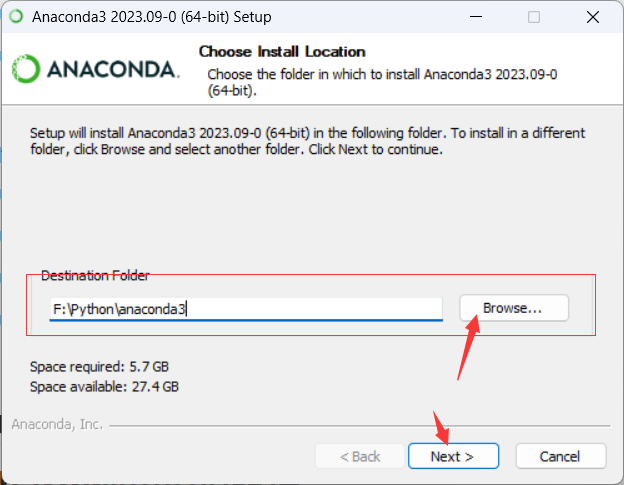 Anaconda3 2023.09-0 (64-bit) Setup
ANACONDA.
Choose Install Location
Choose the folder in which to install Anaconda3 2023.09-0
(64-bit).
Setup will install Anaconda3 2023.09-0 (64-bit) in the following folder. To install in a different
folder, click Browse and select another folder. Click Next to continue.
Destination Folder
F:\Python\anaconda3
Browse...
Space required: 5.7 GB
Space available: 27.4 GB
Anaconda, Inc.
< Back
Next >
Cancel